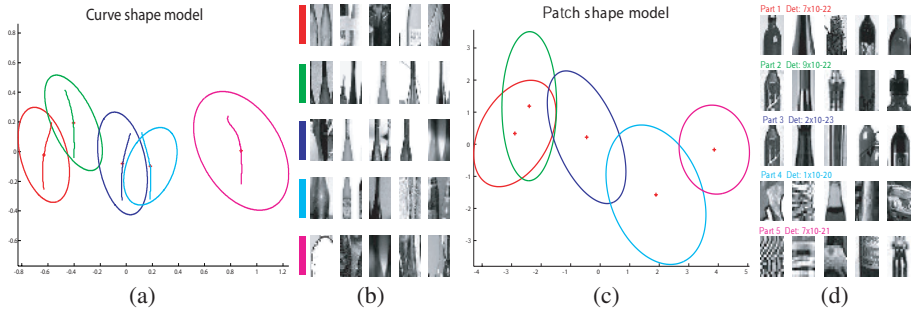 Curve shape model
0.8
0.6
0.4
0.2
0
-0.2
-0.4
-0.6
-0.8 -0.6 -0.4 -0.2 0 0.2 0.4 0.6 0.8 1 1.2
(a)
(b)
Patch shape model
3
2
1
0
-1
-2
-3
-4 -3 -2 -1 0 1 2 3 4 5
(c)
Part 1 Det: 7x10-22
Part 2 Det: 9x10-22
Part 3 Det: 2x10-23
Part 4 Det: 1x10-20
Part 5 Det: 7x10-21
(d)